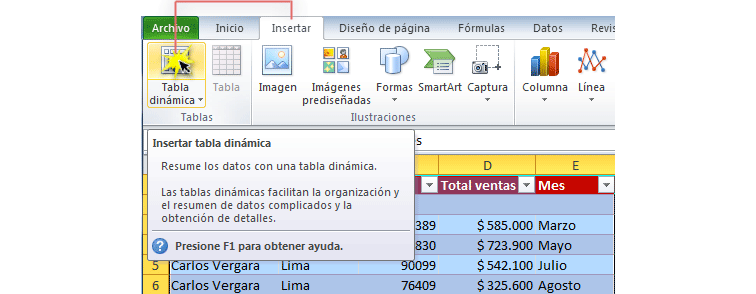 Archivo Inicio Insertar Diseño de página Fórmulas Datos Revis
Tabla dinámica Tabla Imagen Imágenes prediseñadas Formas SmartArt Captura Columna Línea
Tablas Ilustraciones
Insertar tabla dinámica
Resume los datos con una tabla dinámica.
Las tablas dinámicas facilitan la organización y
el resumen de datos complicados y la
obtención de detalles.
Presione F1 para obtener ayuda.
D E
Total ventas Mes
389 $ 585.000 Marzo
830 $ 723.900 Mayo
5 Carlos Vergara Lima 90099 $ 542.100 Julio
6 Carlos Vergara Lima 76409 $ 325.600 Agosto